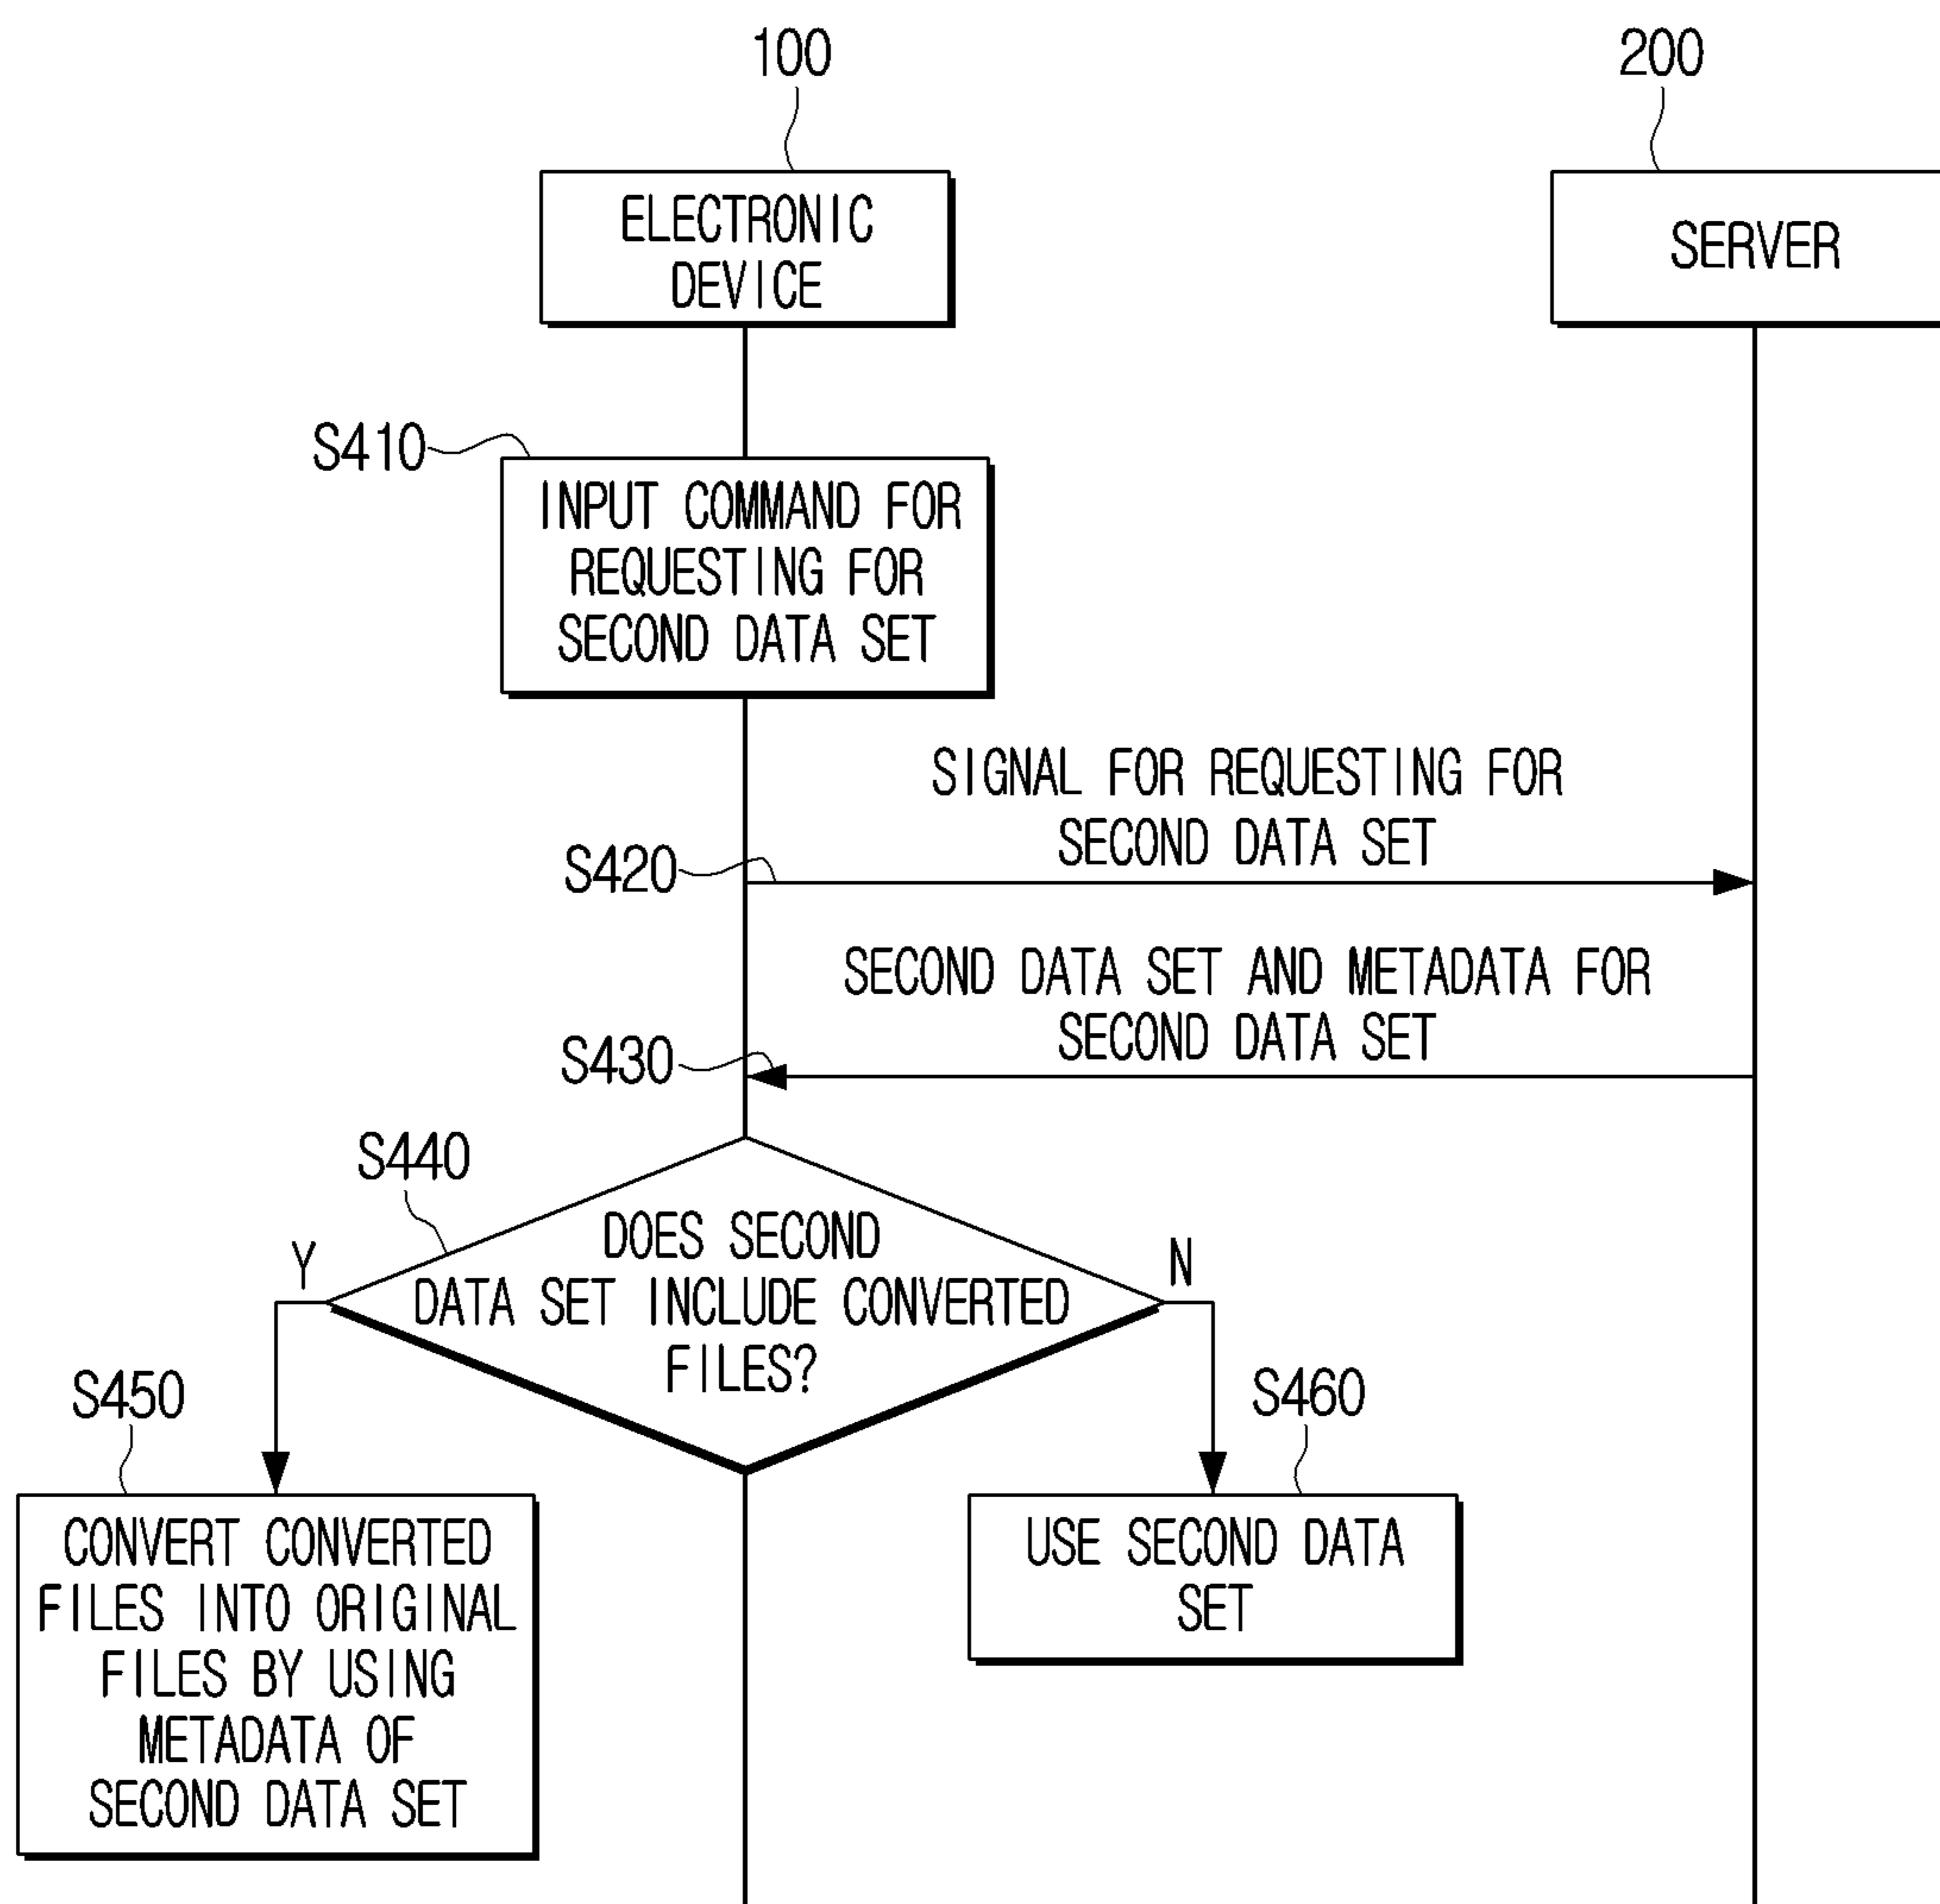 100
200
ELECTRONIC
DEVICE
SERVER
S410
INPUT COMMAND FOR
REQUESTING FOR
SECOND DATA SET
SIGNAL FOR REQUESTING FOR
SECOND DATA SET
S420
SECOND DATA SET AND METADATA FOR
SECOND DATA SET
S430
S440
DOES SECOND
DATA SET INCLUDE CONVERTED
FILES?
Y
N
S450
S460
CONVERT CONVERTED
FILES INTO ORIGINAL
FILES BY USING
METADATA OF
SECOND DATA SET
USE SECOND DATA
SET